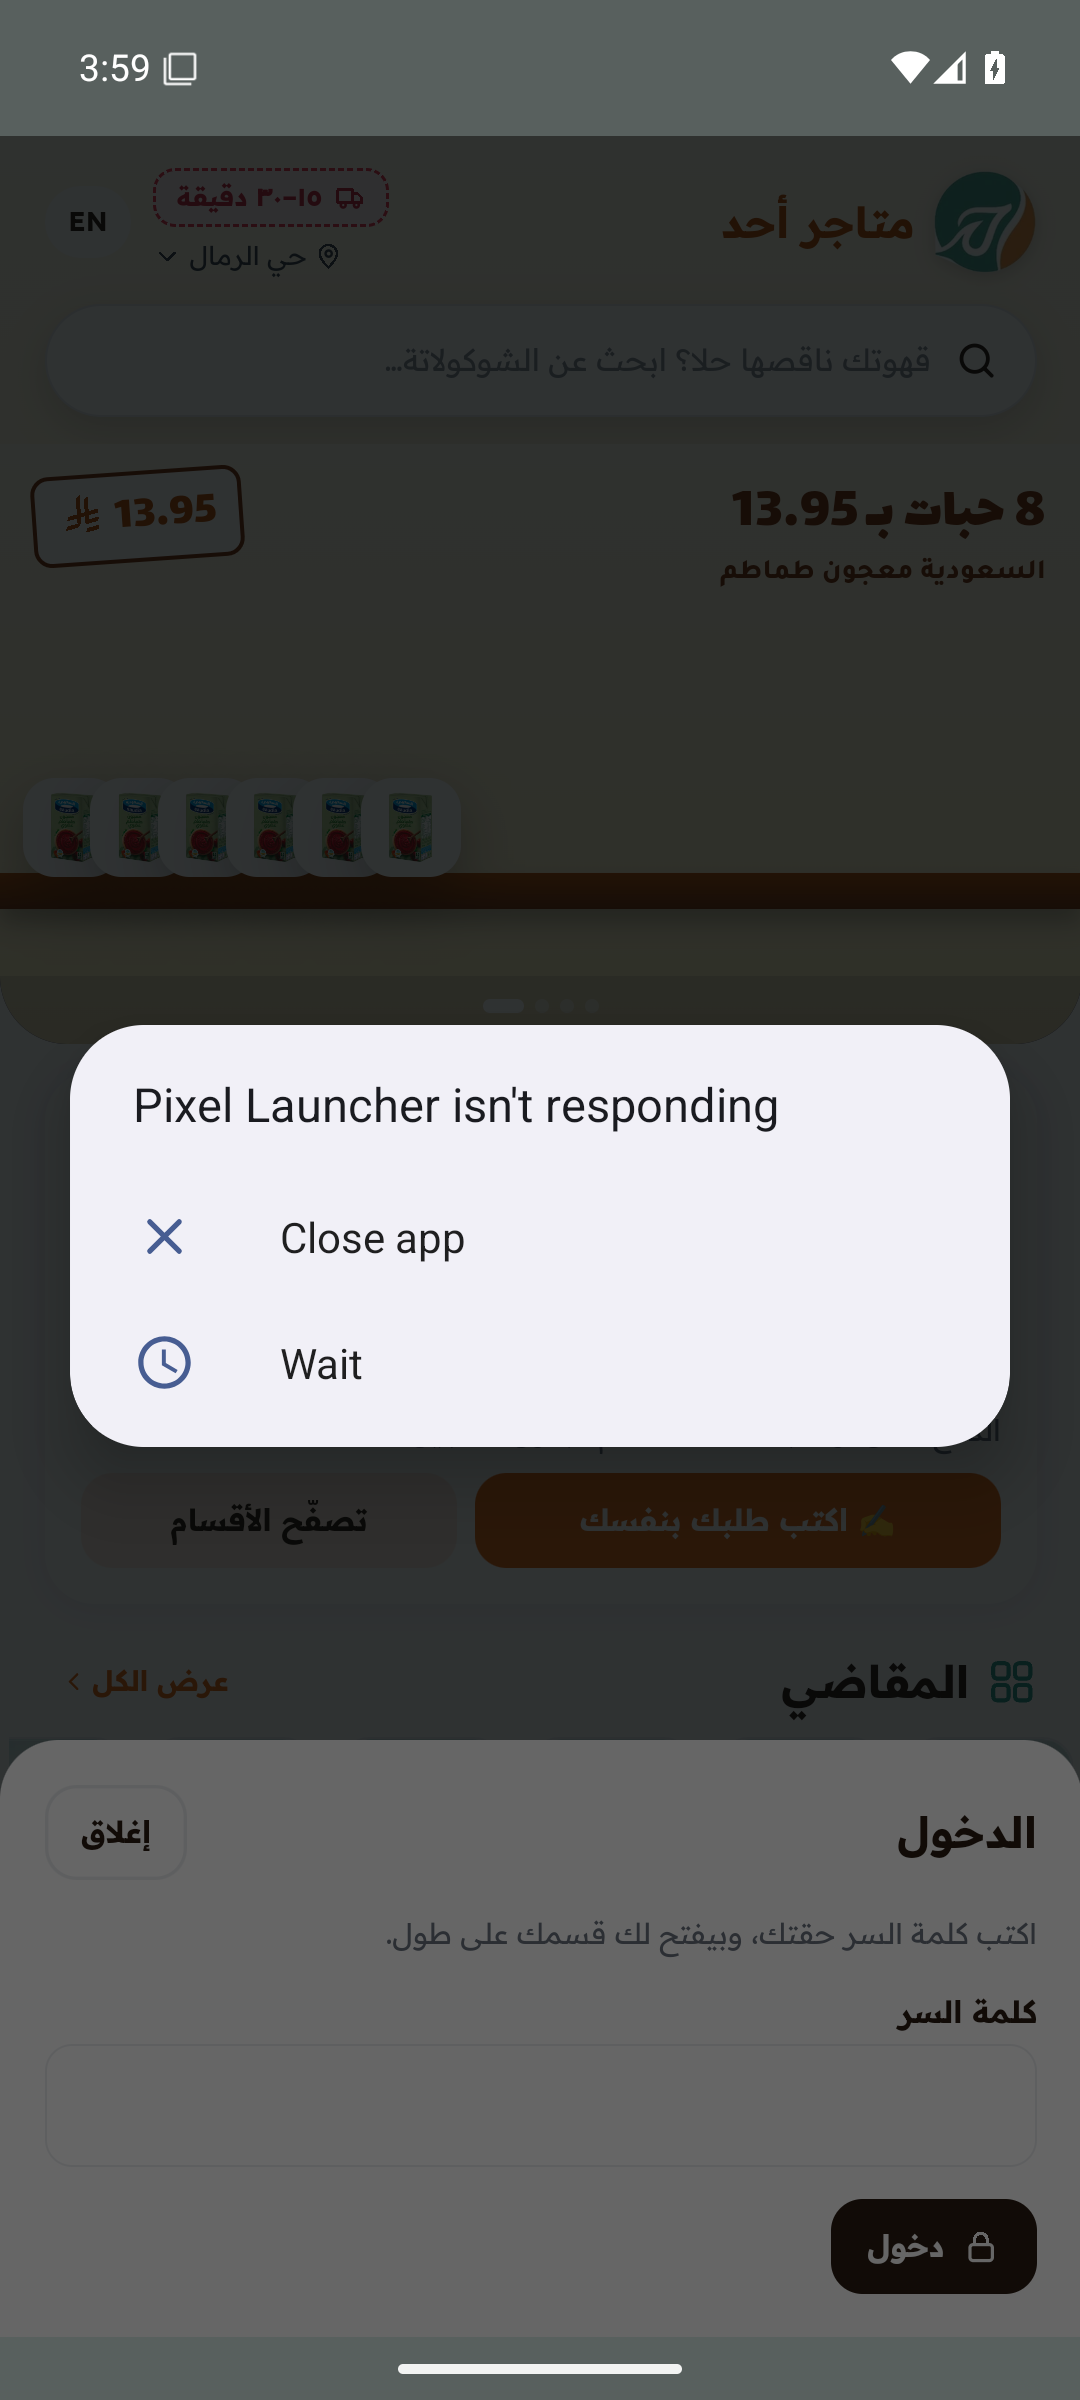 3:59
١٥-٣٠ دقيقة
EN
متاجر أحد
حي الرمال
قهوتك ناقصها حلا؟ ابحث عن الشوكولاتة...
13.95
8 حبات بـ 13.95
السعودية معجون طماطم
Pixel Launcher isn't responding
Close app
Wait
✍️ اكتب طلبك بنفسك
تصفّح الأقسام
المقاضي
عرض الكل
الدخول
إغلاق
اكتب كلمة السر حقتك، وبيفتح لك قسمك على طول.
كلمة السر
دخول